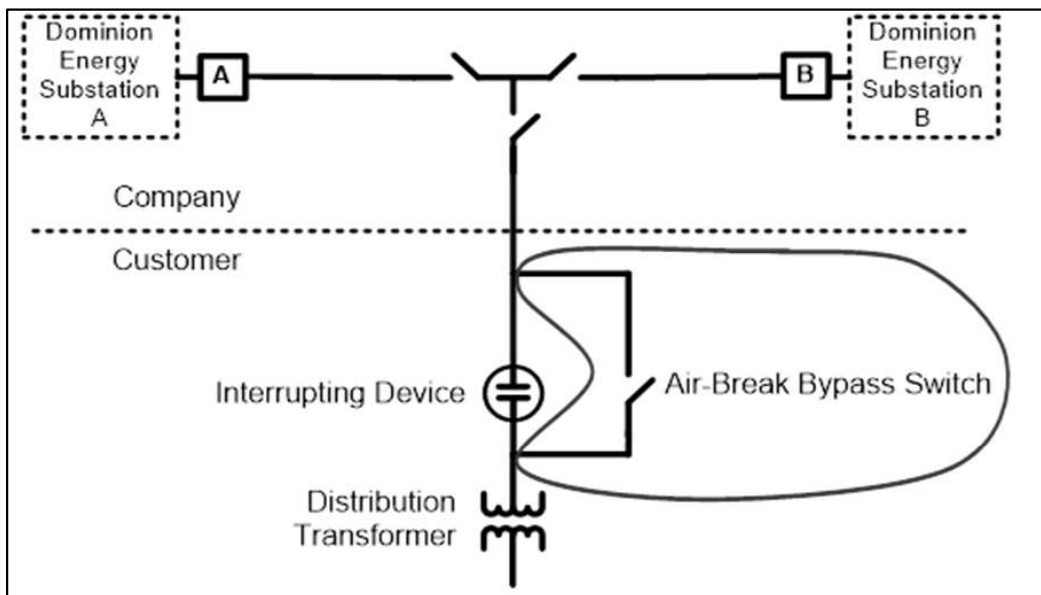 Dominion
Energy
Substation
A
A
B
Dominion
Energy
Substation
B
Company
Customer
Interrupting Device
Air-Break Bypass Switch
Distribution
Transformer